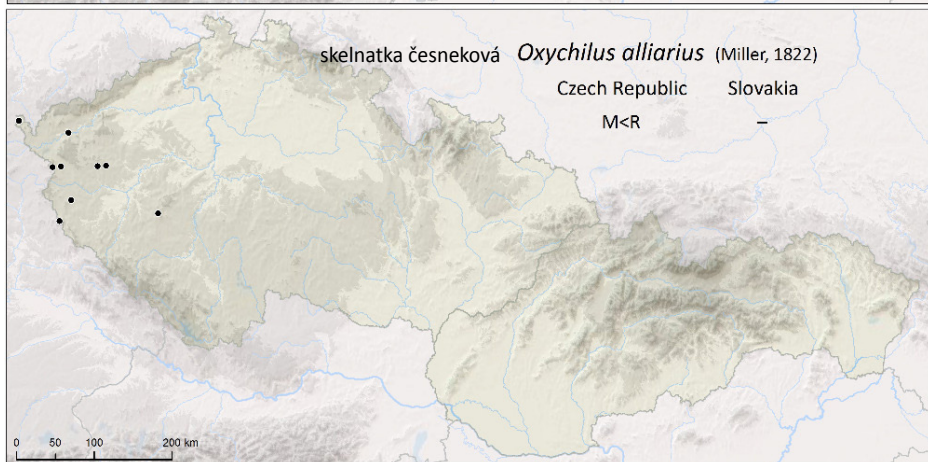 skelnatka česneková Oxychilus alliarius (Miller, 1822)
Czech Republic Slovakia
M<R –
0 50 100 200 km